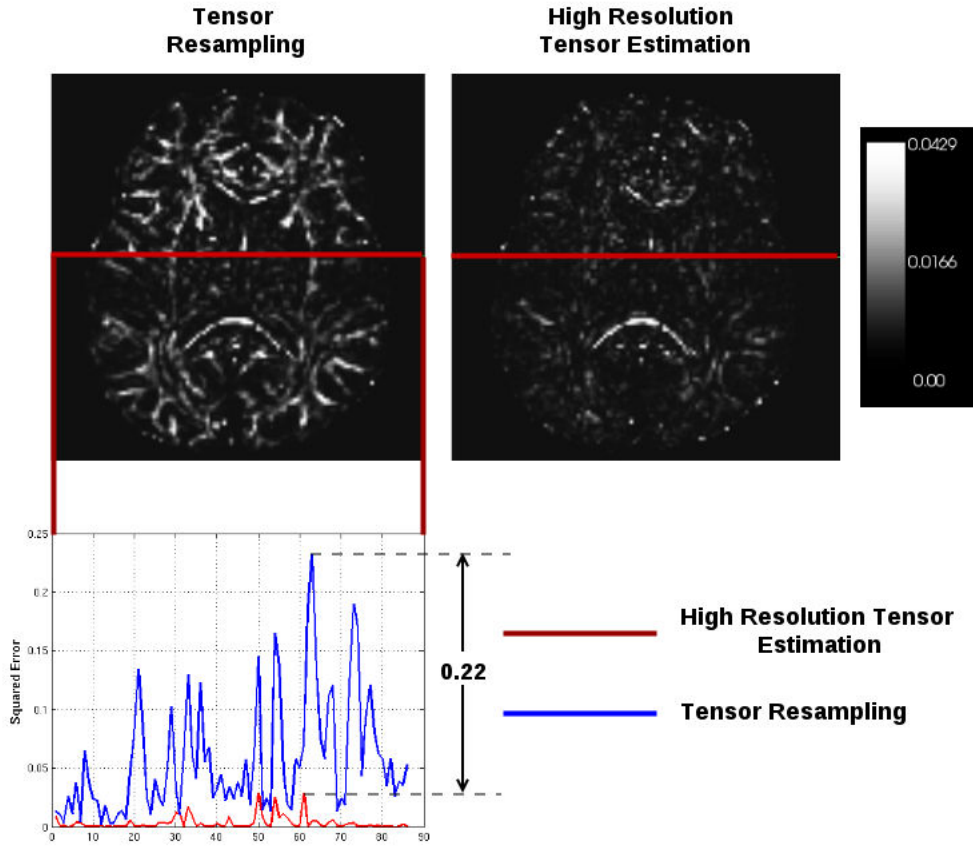 Tensor
Resampling
High Resolution
Tensor Estimation
0.0429
0.0166
0.00
0.25
0.2
0.15
0.1
0.05
0
Squared Error
0 10 20 30 40 50 60 70 80 90
0.22
High Resolution Tensor
Estimation
Tensor Resampling